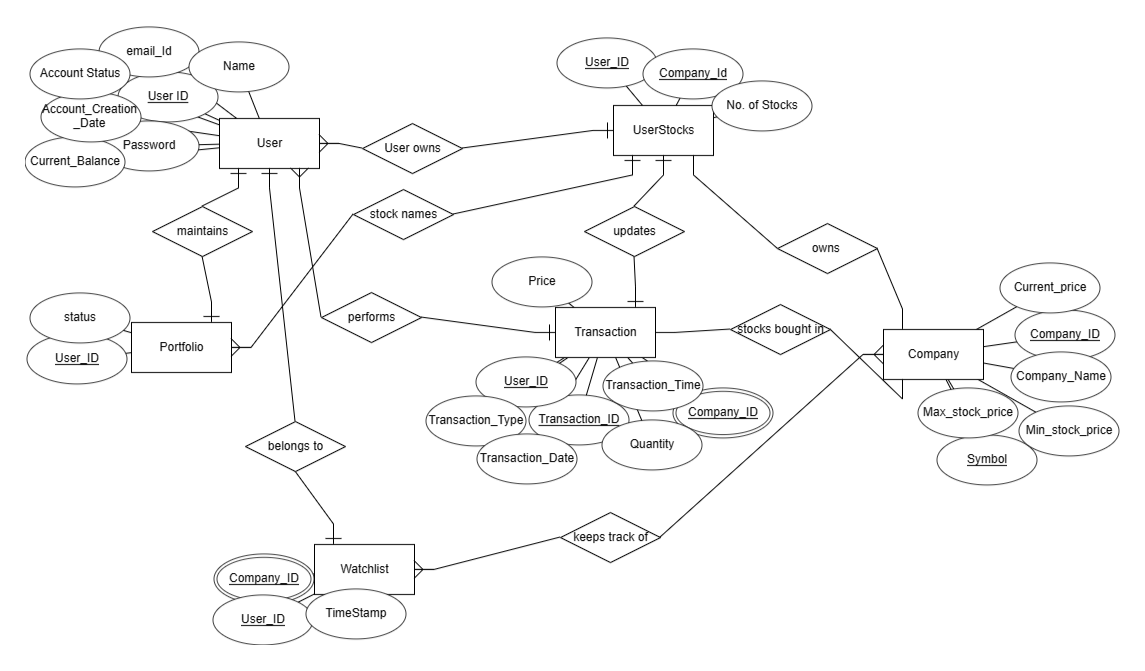 email_Id
Account Status
Name
User ID
Account_Creation
_Date
Password
Current_Balance
User
User owns
User_ID
Company_Id
No. of Stocks
UserStocks
maintains
stock names
updates
owns
status
User_ID
Portfolio
performs
Price
Transaction
stocks bought in
Current_price
Company_ID
Company_Name
Company
Max_stock_price
Min_stock_price
Symbol
User_ID
Transaction_Time
Company_ID
Transaction_Type
Transaction_ID
Quantity
Transaction_Date
belongs to
keeps track of
Watchlist
Company_ID
User_ID
TimeStamp